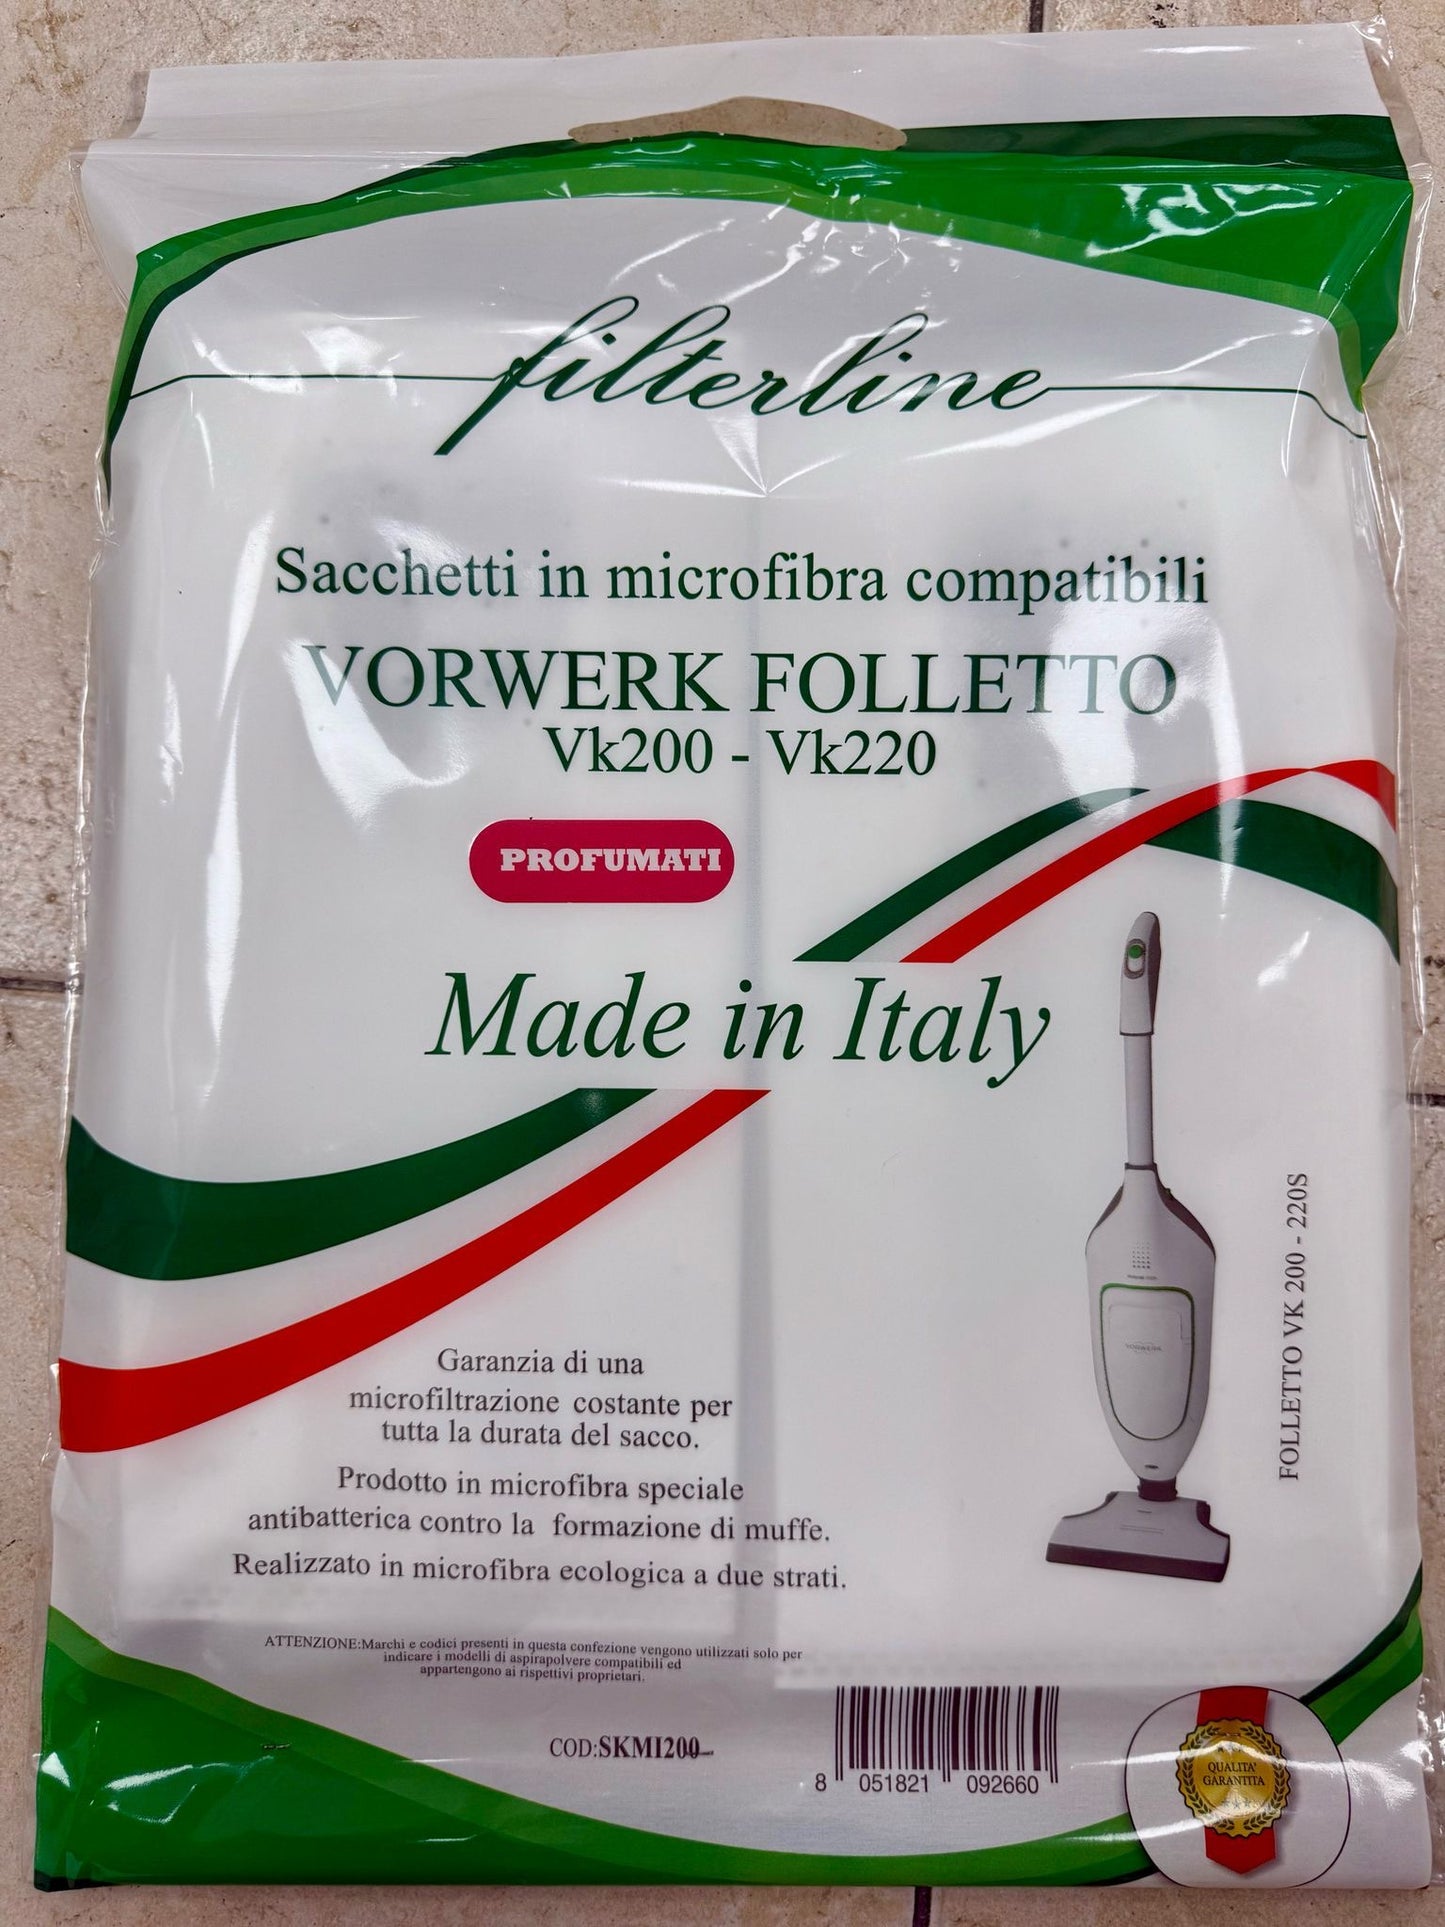 filterline
Sacchetti in microfibra compatibili
VORWERK FOLLETTO
Vk200 - Vk220
PROFUMATI
Made in Italy
FOLLETTO VK 200 - 220S
VORWERK
Garanzia di una
microfiltrazione costante per
tutta la durata del sacco.
Prodotto in microfibra speciale
antibatterica contro la formazione di muffe.
Realizzato in microfibra ecologica a due strati.
ATTENZIONE:Marchi e codici presenti in questa confezione vengono utilizzati solo per
indicare i modelli di aspirapolvere compatibili ed
appartengono ai rispettivi proprietari.
COD:SKMI200
8 051821 092660
QUALITA'
GARANTITA